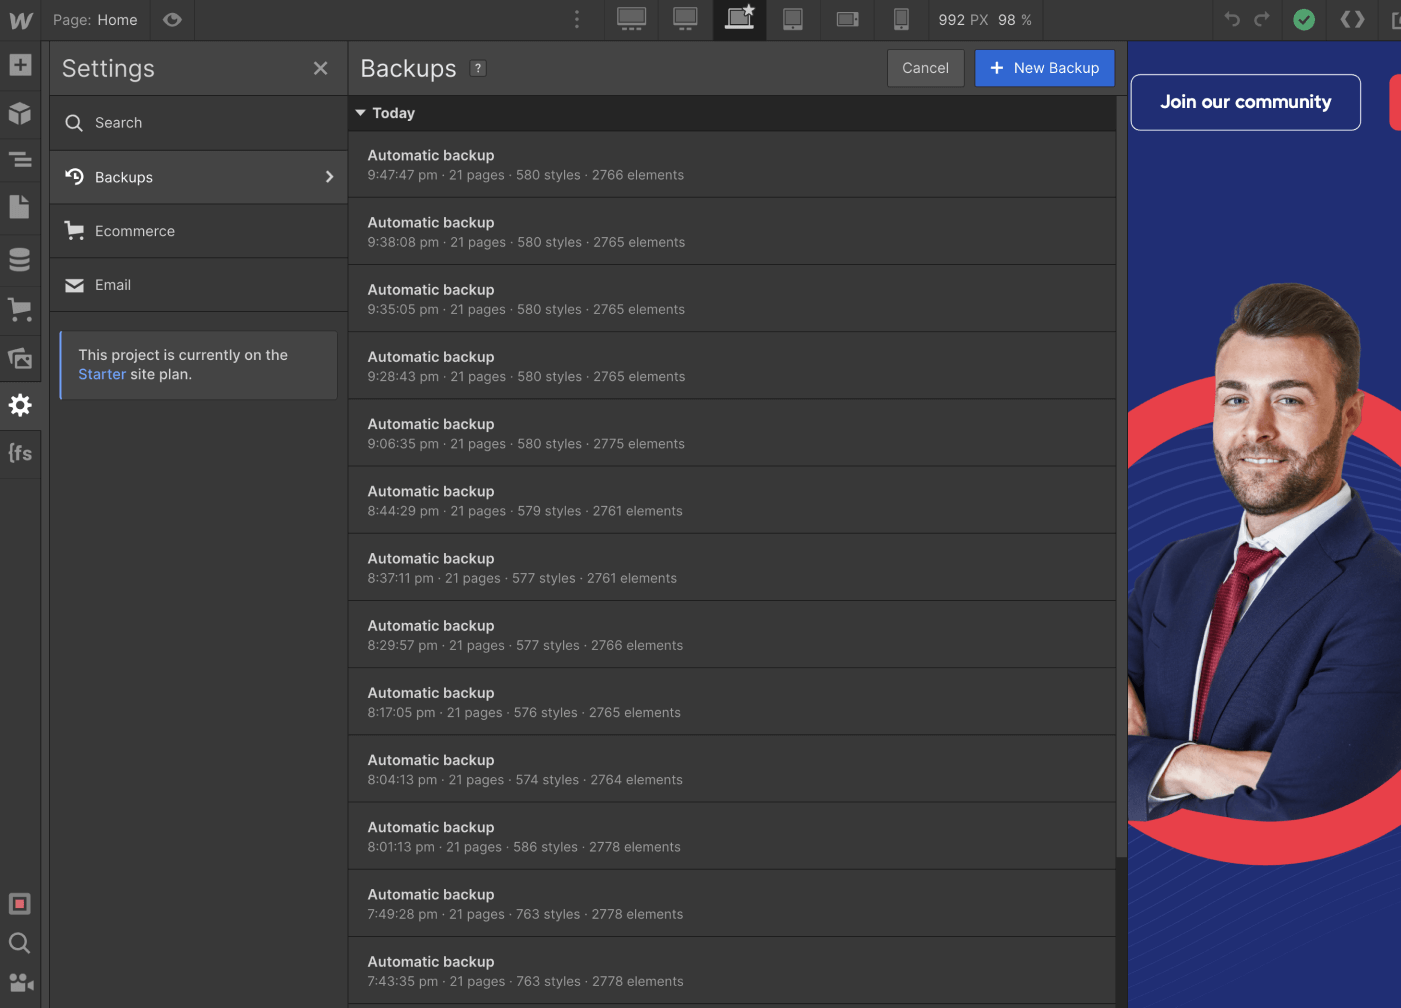 Page: Home
992 PX 98 %
Settings
Search
Backups
Ecommerce
Email
This project is currently on the
Starter site plan.
{fs
Backups ?
Cancel
+ New Backup
Today
Automatic backup
9:47:47 pm · 21 pages · 580 styles · 2766 elements
Automatic backup
9:38:08 pm · 21 pages · 580 styles · 2765 elements
Automatic backup
9:35:05 pm · 21 pages · 580 styles · 2765 elements
Automatic backup
9:28:43 pm · 21 pages · 580 styles · 2765 elements
Automatic backup
9:06:35 pm · 21 pages · 580 styles · 2775 elements
Automatic backup
8:44:29 pm · 21 pages · 579 styles · 2761 elements
Automatic backup
8:37:11 pm · 21 pages · 577 styles · 2761 elements
Automatic backup
8:29:57 pm · 21 pages · 577 styles · 2766 elements
Automatic backup
8:17:05 pm · 21 pages · 576 styles · 2765 elements
Automatic backup
8:04:13 pm · 21 pages · 574 styles · 2764 elements
Automatic backup
8:01:13 pm · 21 pages · 586 styles · 2778 elements
Automatic backup
7:49:28 pm · 21 pages · 763 styles · 2778 elements
Automatic backup
7:43:35 pm · 21 pages · 763 styles · 2778 elements
Join our community